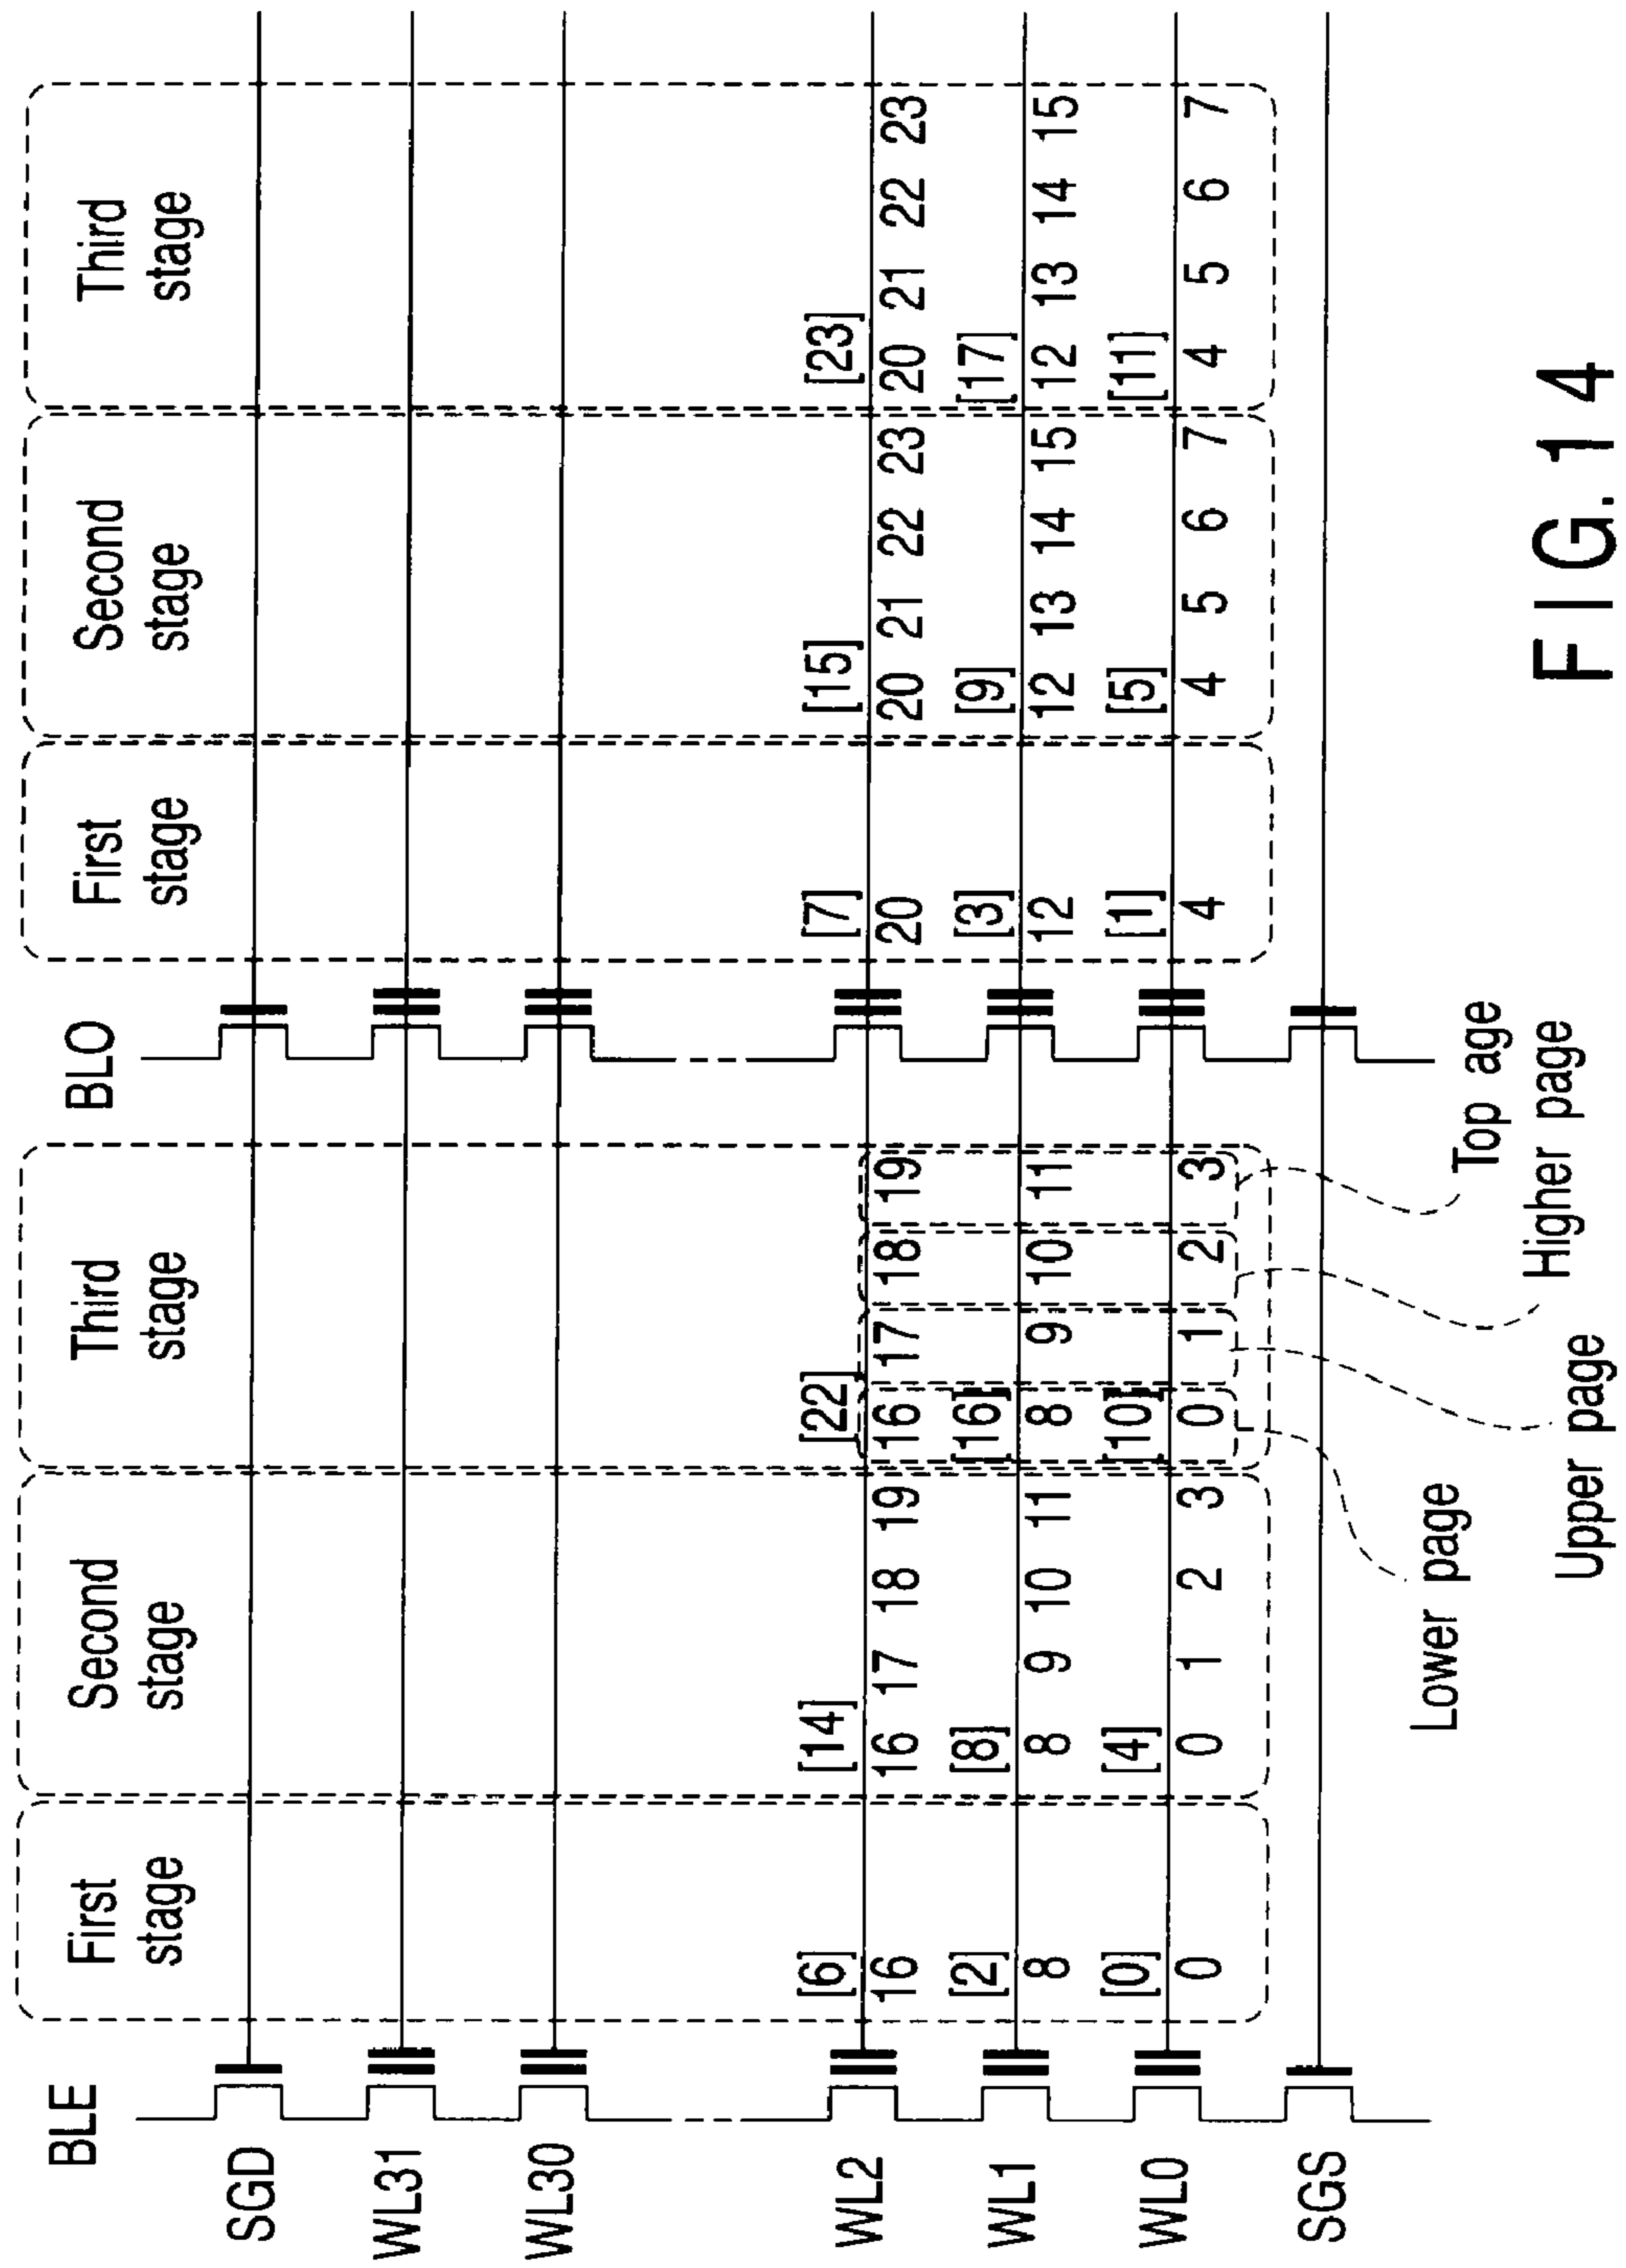 BLE
First stage
Second stage
Third stage
BLO
First stage
Second stage
Third stage
SGD
WL31
WL30
[6] [14] [22] [7] [15] [23]
WL2 16 16 17 18 19 16 17 18 19 20 20 21 22 23 20 21 22 23
[2] [8] [16] [3] [9] [17]
WL1 8 8 9 10 11 8 9 10 11 12 12 13 14 15 12 13 14 15
[0] [4] [10] [1] [5] [11]
WL0 0 0 1 2 3 0 1 2 3 4 4 5 6 7 4 5 6 7
SGS
Lower page
Top age
Higher page
Upper page
FIG.14